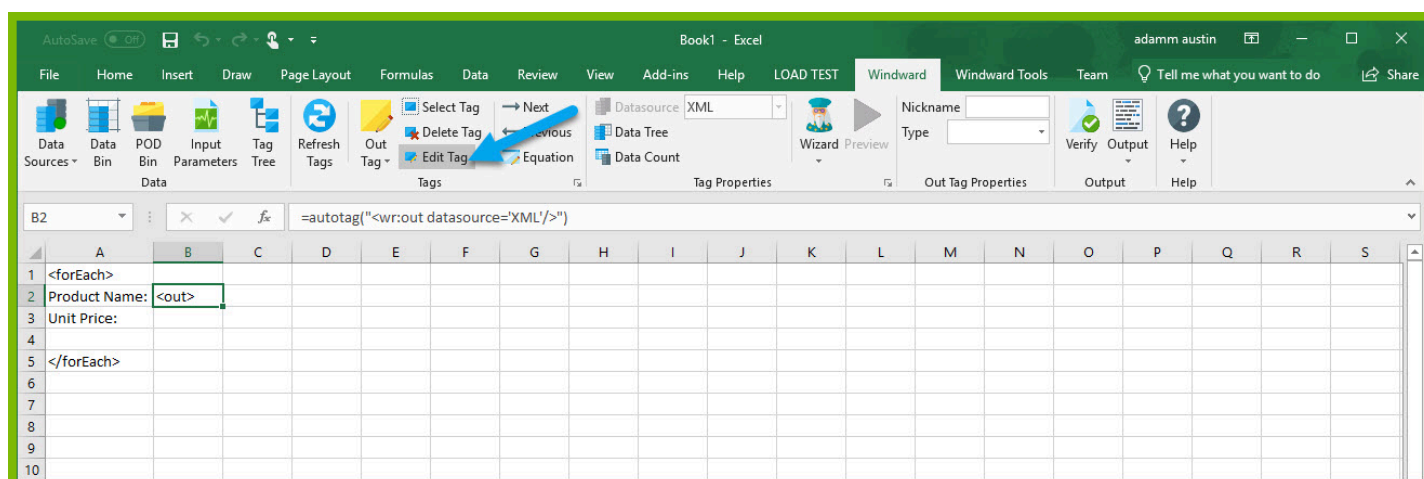 AutoSave Off Book1 - Excel adamm austin
File Home Insert Draw Page Layout Formulas Data Review View Add-ins Help LOAD TEST Windward Windward Tools Team Tell me what you want to do Share
Select Tag Next Datasource XML Nickname
Delete Tag Previous Data Tree Type
Edit Tag Equation Data Count
Data Sources Data Bin POD Bin Input Parameters Tag Tree Refresh Tags Out Tag Wizard Preview Verify Output Help
Data Tags Tag Properties Out Tag Properties Output Help
B2 fx =autotag("<wr:out datasource='XML'/>")
A B C D E F G H I J K L M N O P Q R S
1 <forEach>
2 Product Name: <out>
3 Unit Price:
4
5 </forEach>
6
7
8
9
10